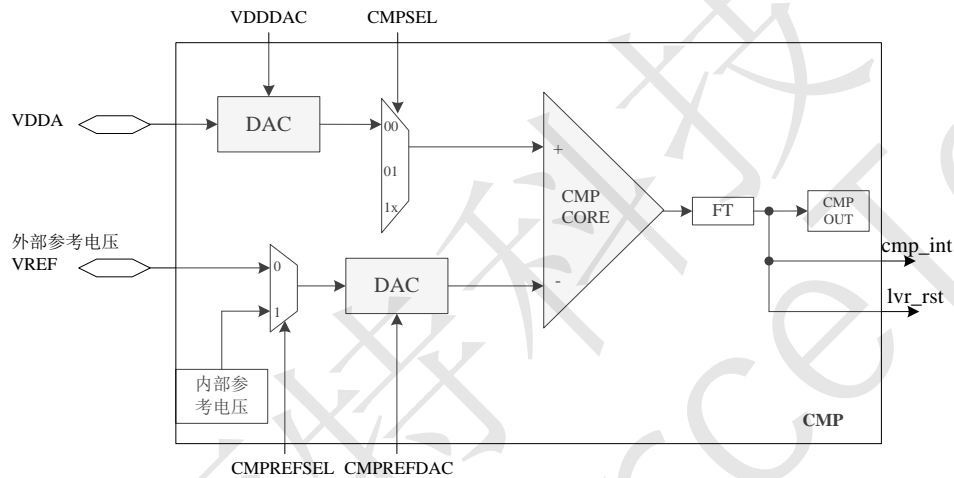 VDDDAC
CMPSEL
VDDA
DAC
00
01
1x
+
CMP
CORE
-
FT
CMP
OUT
cmp_int
lvr_rst
外部参考电压
VREF
0
1
DAC
内部参
考电压
CMP
CMPREFSEL
CMPREFDAC